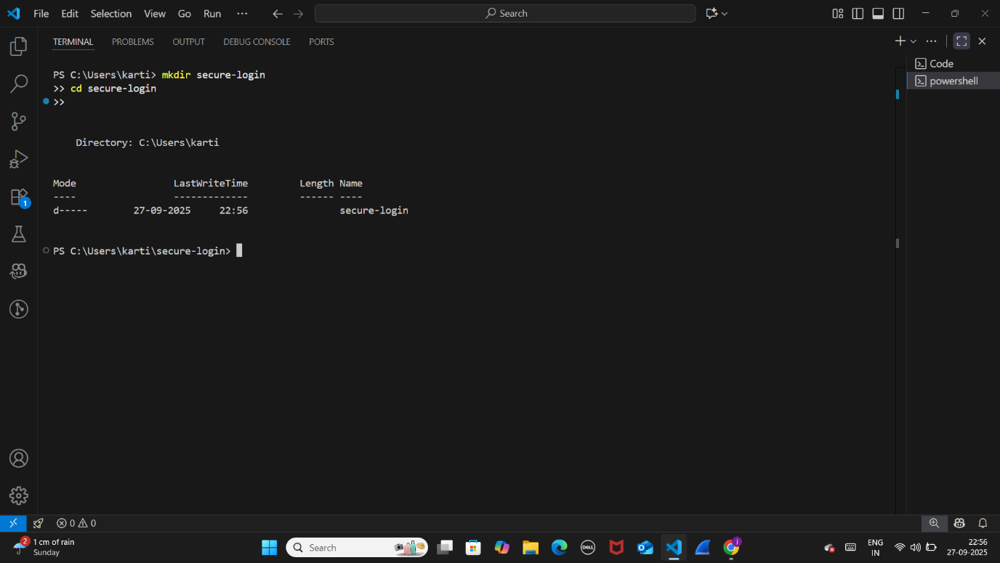 File Edit Selection View Go Run ··· Search
TERMINAL PROBLEMS OUTPUT DEBUG CONSOLE PORTS
Code
powershell
PS C:\Users\karti> mkdir secure-login
>> cd secure-login
>>
Directory: C:\Users\karti
Mode LastWriteTime Length Name
---- ------------- ------ ----
d----- 27-09-2025 22:56 secure-login
PS C:\Users\karti\secure-login>
1
0 0
2
1 cm of rain
Sunday
Search
DELL
i
ENG
IN
22:56
27-09-2025